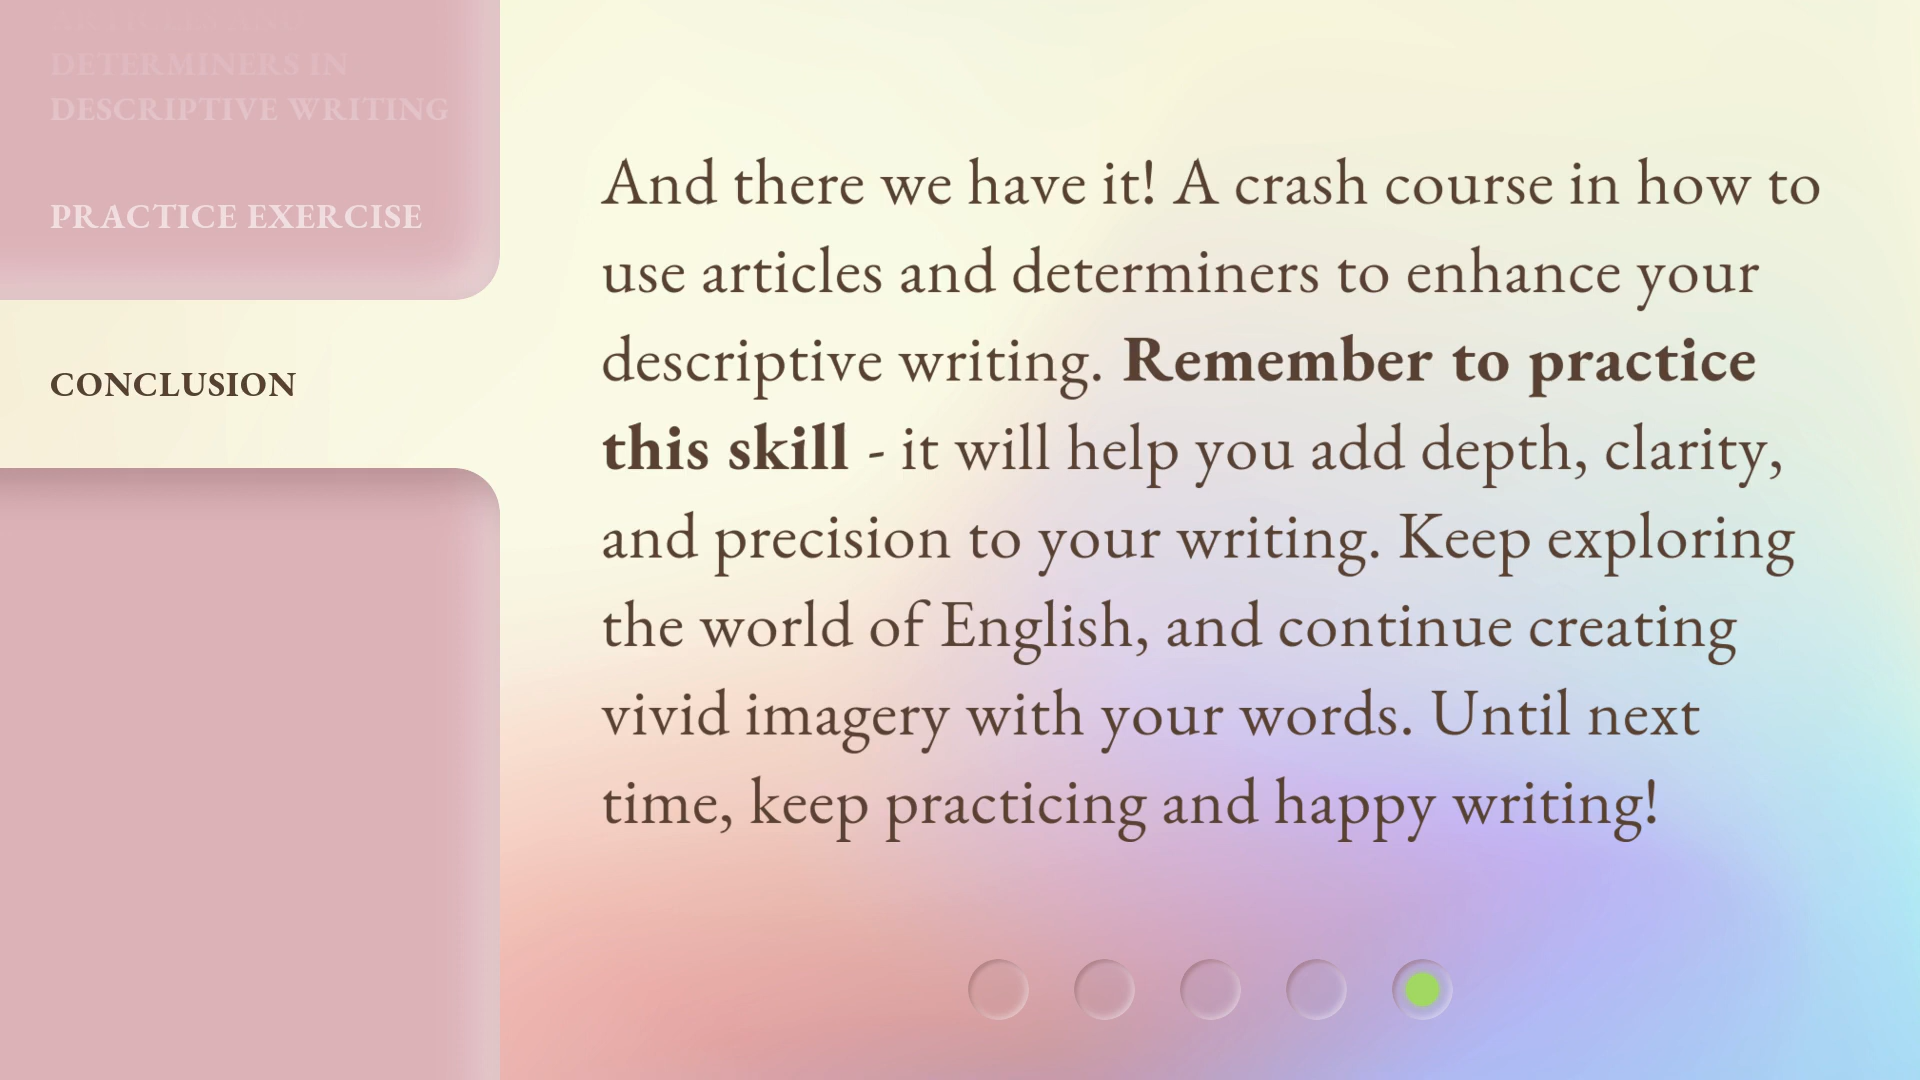 DETERMINERS IN
DESCRIPTIVE WRITING
PRACTICE EXERCISE
CONCLUSION
And there we have it! A crash course in how to
use articles and determiners to enhance your
descriptive writing. Remember to practice
this skill - it will help you add depth, clarity,
and precision to your writing. Keep exploring
the world of English, and continue creating
vivid imagery with your words. Until next
time, keep practicing and happy writing!